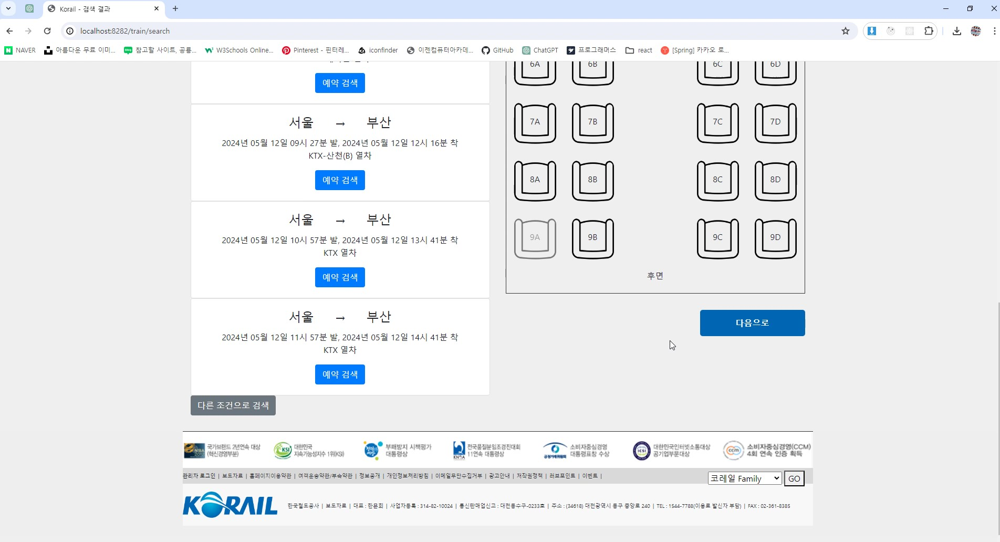 Korail - 검색 결과
localhost:8282/train/search
NAVER
아름다운 무료 이미...
참고할 사이트, 공룡...
W3Schools Online...
Pinterest - 핀터레...
iconfinder
이젠컴퓨터아카데...
GitHub
ChatGPT
프로그래머스
react
[Spring] 카카오 로...
예약 검색
서울 → 부산
2024년 05월 12일 09시 27분 발, 2024년 05월 12일 12시 16분 착
KTX-산천(B) 열차
예약 검색
서울 → 부산
2024년 05월 12일 10시 57분 발, 2024년 05월 12일 13시 41분 착
KTX 열차
예약 검색
서울 → 부산
2024년 05월 12일 11시 57분 발, 2024년 05월 12일 14시 41분 착
KTX 열차
예약 검색
다른 조건으로 검색
6A 6B 6C 6D
7A 7B 7C 7D
8A 8B 8C 8D
9A 9B 9C 9D
후면
다음으로
NBA 2012
국가브랜드 2년연속 대상
(혁신경영부분)
KSI
대한민국
지속가능성지수 1위(KSI)
부패방지 시책평가
대통령상
전국품질분임조경진대회
11연속 대통령상
공정거래위원회
소비자중심경영
대통령표창 수상
ICSI
대한민국인터넷소통대상
공기업부문대상
ccm
소비자중심경영(CCM)
4회 연속 인증 획득
관리자 로그인 | 보도자료 | 홈페이지이용약관 | 여객운송약관/부속약관 | 정보공개 | 개인정보처리방침 | 이메일무단수집거부 | 광고안내 | 저작권정책 | 러브포인트 | 이벤트 |
코레일 Family
GO
KORAIL
한국철도공사 | 보도자료 | 대표 : 한문희 | 사업자등록 : 314-82-10024 | 통신판매업신고 : 대전동수구-0233호 | 주소 : (34618) 대전광역시 동구 중앙로 240 | TEL : 1544-7788(이용료 발신자 부담) | FAX : 02-361-8385